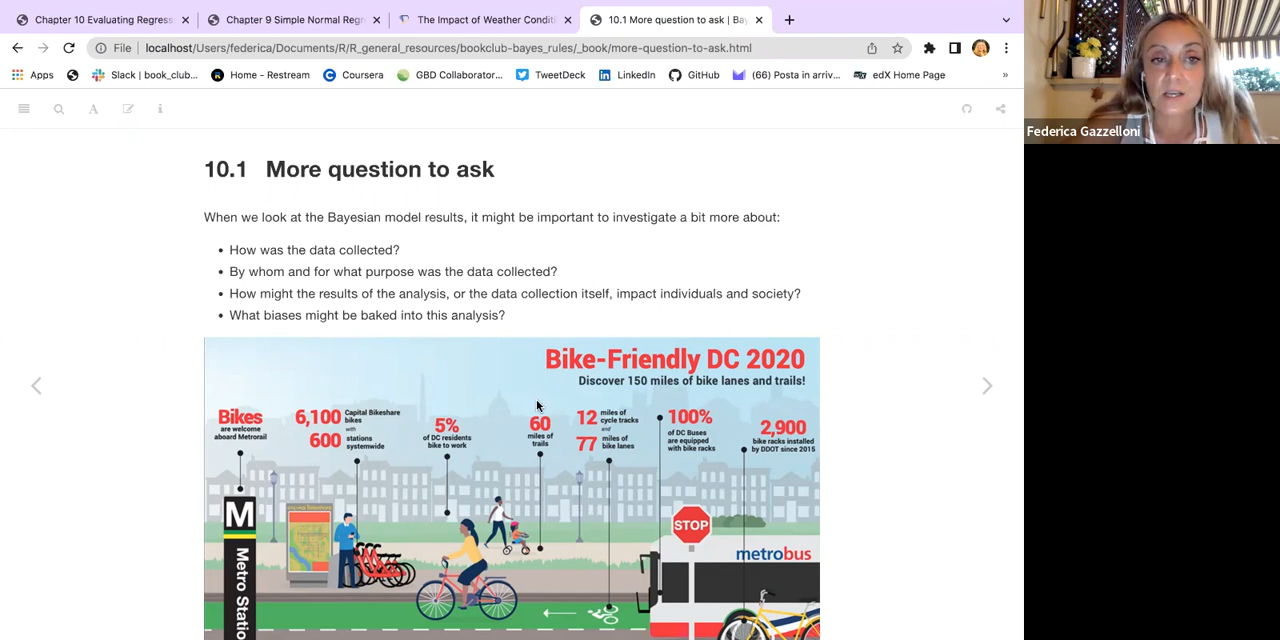 Chapter 10 Evaluating Regress
Chapter 9 Simple Normal Regr
The Impact of Weather Conditi
10.1 More question to ask | Bay
File
localhost/Users/federica/Documents/R/R_general_resources/bookclub-bayes_rules/_book/more-question-to-ask.html
Apps
Slack | book_club...
Home - Restream
Coursera
GBD Collaborator...
TweetDeck
LinkedIn
GitHub
(66) Posta in arriv...
edX Home Page
»
Federica Gazzelloni
10.1 More question to ask
When we look at the Bayesian model results, it might be important to investigate a bit more about:
• How was the data collected?
• By whom and for what purpose was the data collected?
• How might the results of the analysis, or the data collection itself, impact individuals and society?
• What biases might be baked into this analysis?
Bike-Friendly DC 2020
Discover 150 miles of bike lanes and trails!
Bikes
are welcome
aboard Metrorail
6,100
Capital Bikeshare
bikes
with
600
stations
systemwide
5%
of DC residents
bike to work
60
miles of
trails
12
miles of
cycle tracks
and
77
miles of
bike lanes
100%
of DC Buses
are equipped
with bike racks
2,900
bike racks installed
by DDOT since 2015
M
Metro Statio
STOP
metrobus